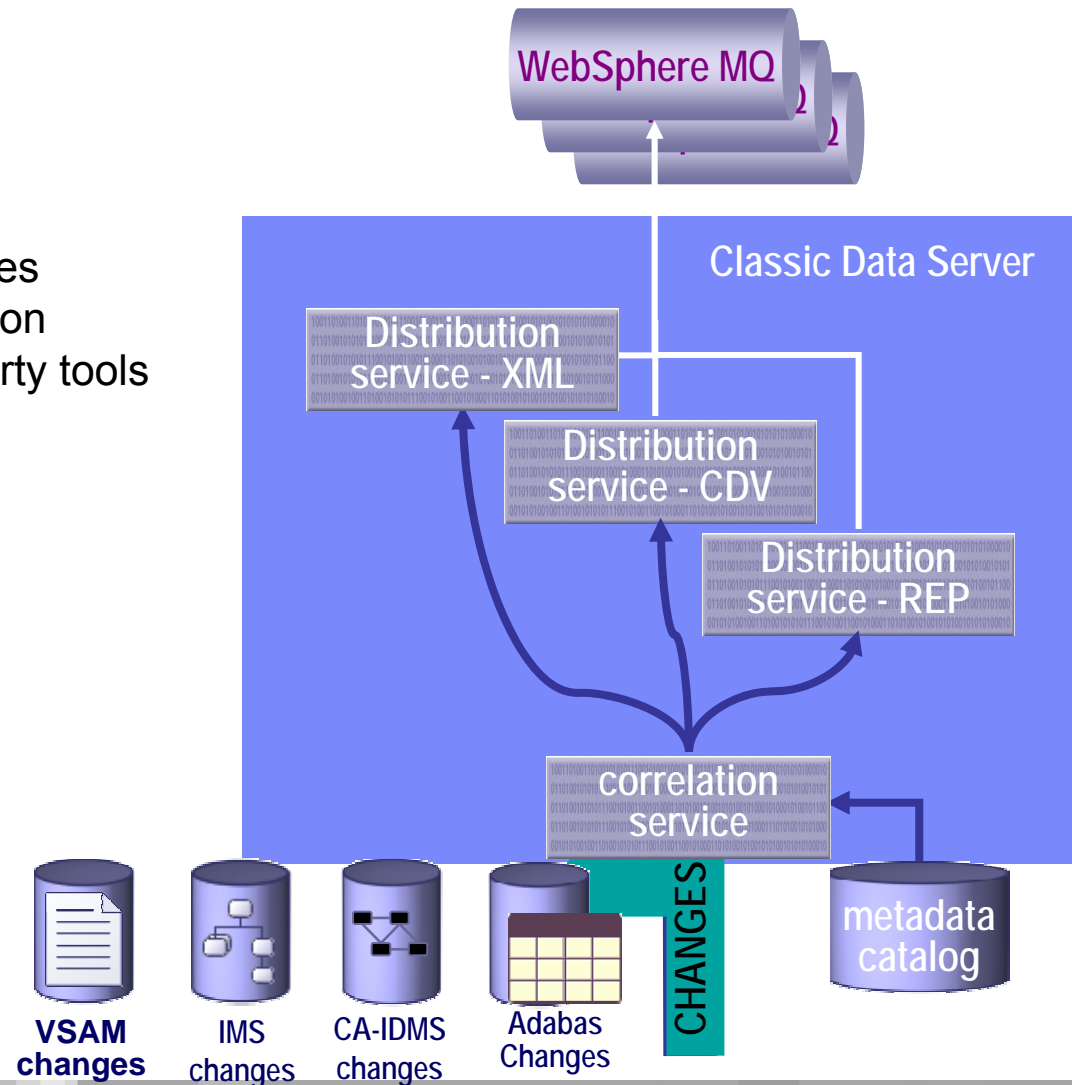 WebSphere MQ
Q
Q
Classic Data Server
es
on
rty tools
Distribution
service - XML
Distribution
service - CDV
Distribution
service - REP
correlation
service
CHANGES
metadata
catalog
VSAM
changes
IMS
changes
CA-IDMS
changes
Adabas
Changes